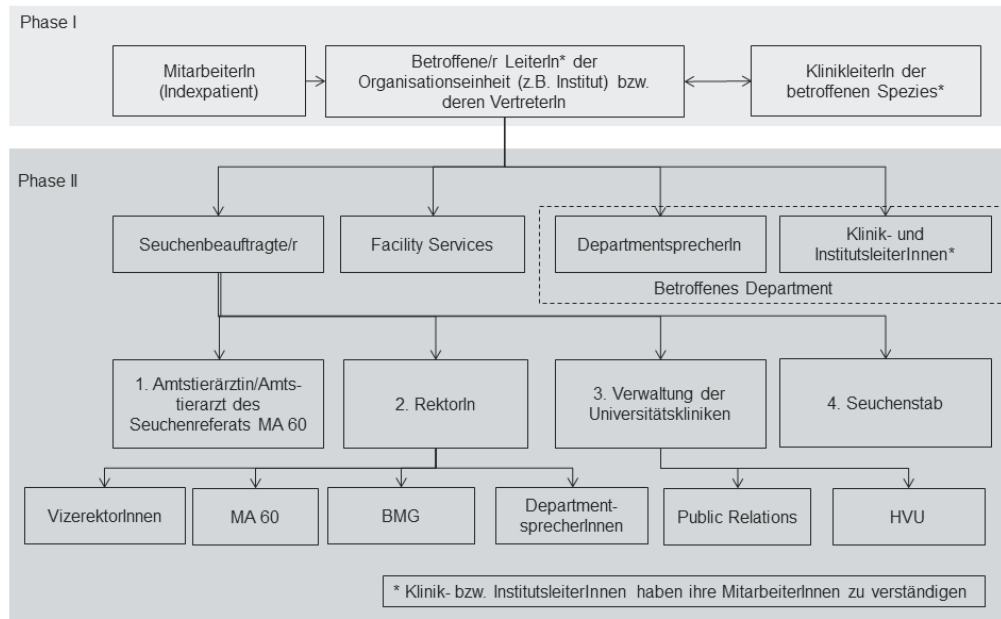 Phase I
MitarbeiterIn
(Indexpatient)
Betroffene/r LeiterIn* der
Organisationseinheit (z.B. Institut) bzw.
deren VertreterIn
KlinikleiterIn der
betroffenen Spezies*
Phase II
Seuchenbeauftragte/r
Facility Services
DepartmentsprecherIn
Klinik- und
InstitutsleiterInnen*
Betroffenes Department
1. Amtstierärztin/Amts-
tierarzt des
Seuchenreferats MA 60
2. RektorIn
3. Verwaltung der
Universitätskliniken
4. Seuchenstab
VizerektorInnen
MA 60
BMG
Department-
sprecherInnen
Public Relations
HVU
* Klinik- bzw. InstitutsleiterInnen haben ihre MitarbeiterInnen zu verständigen